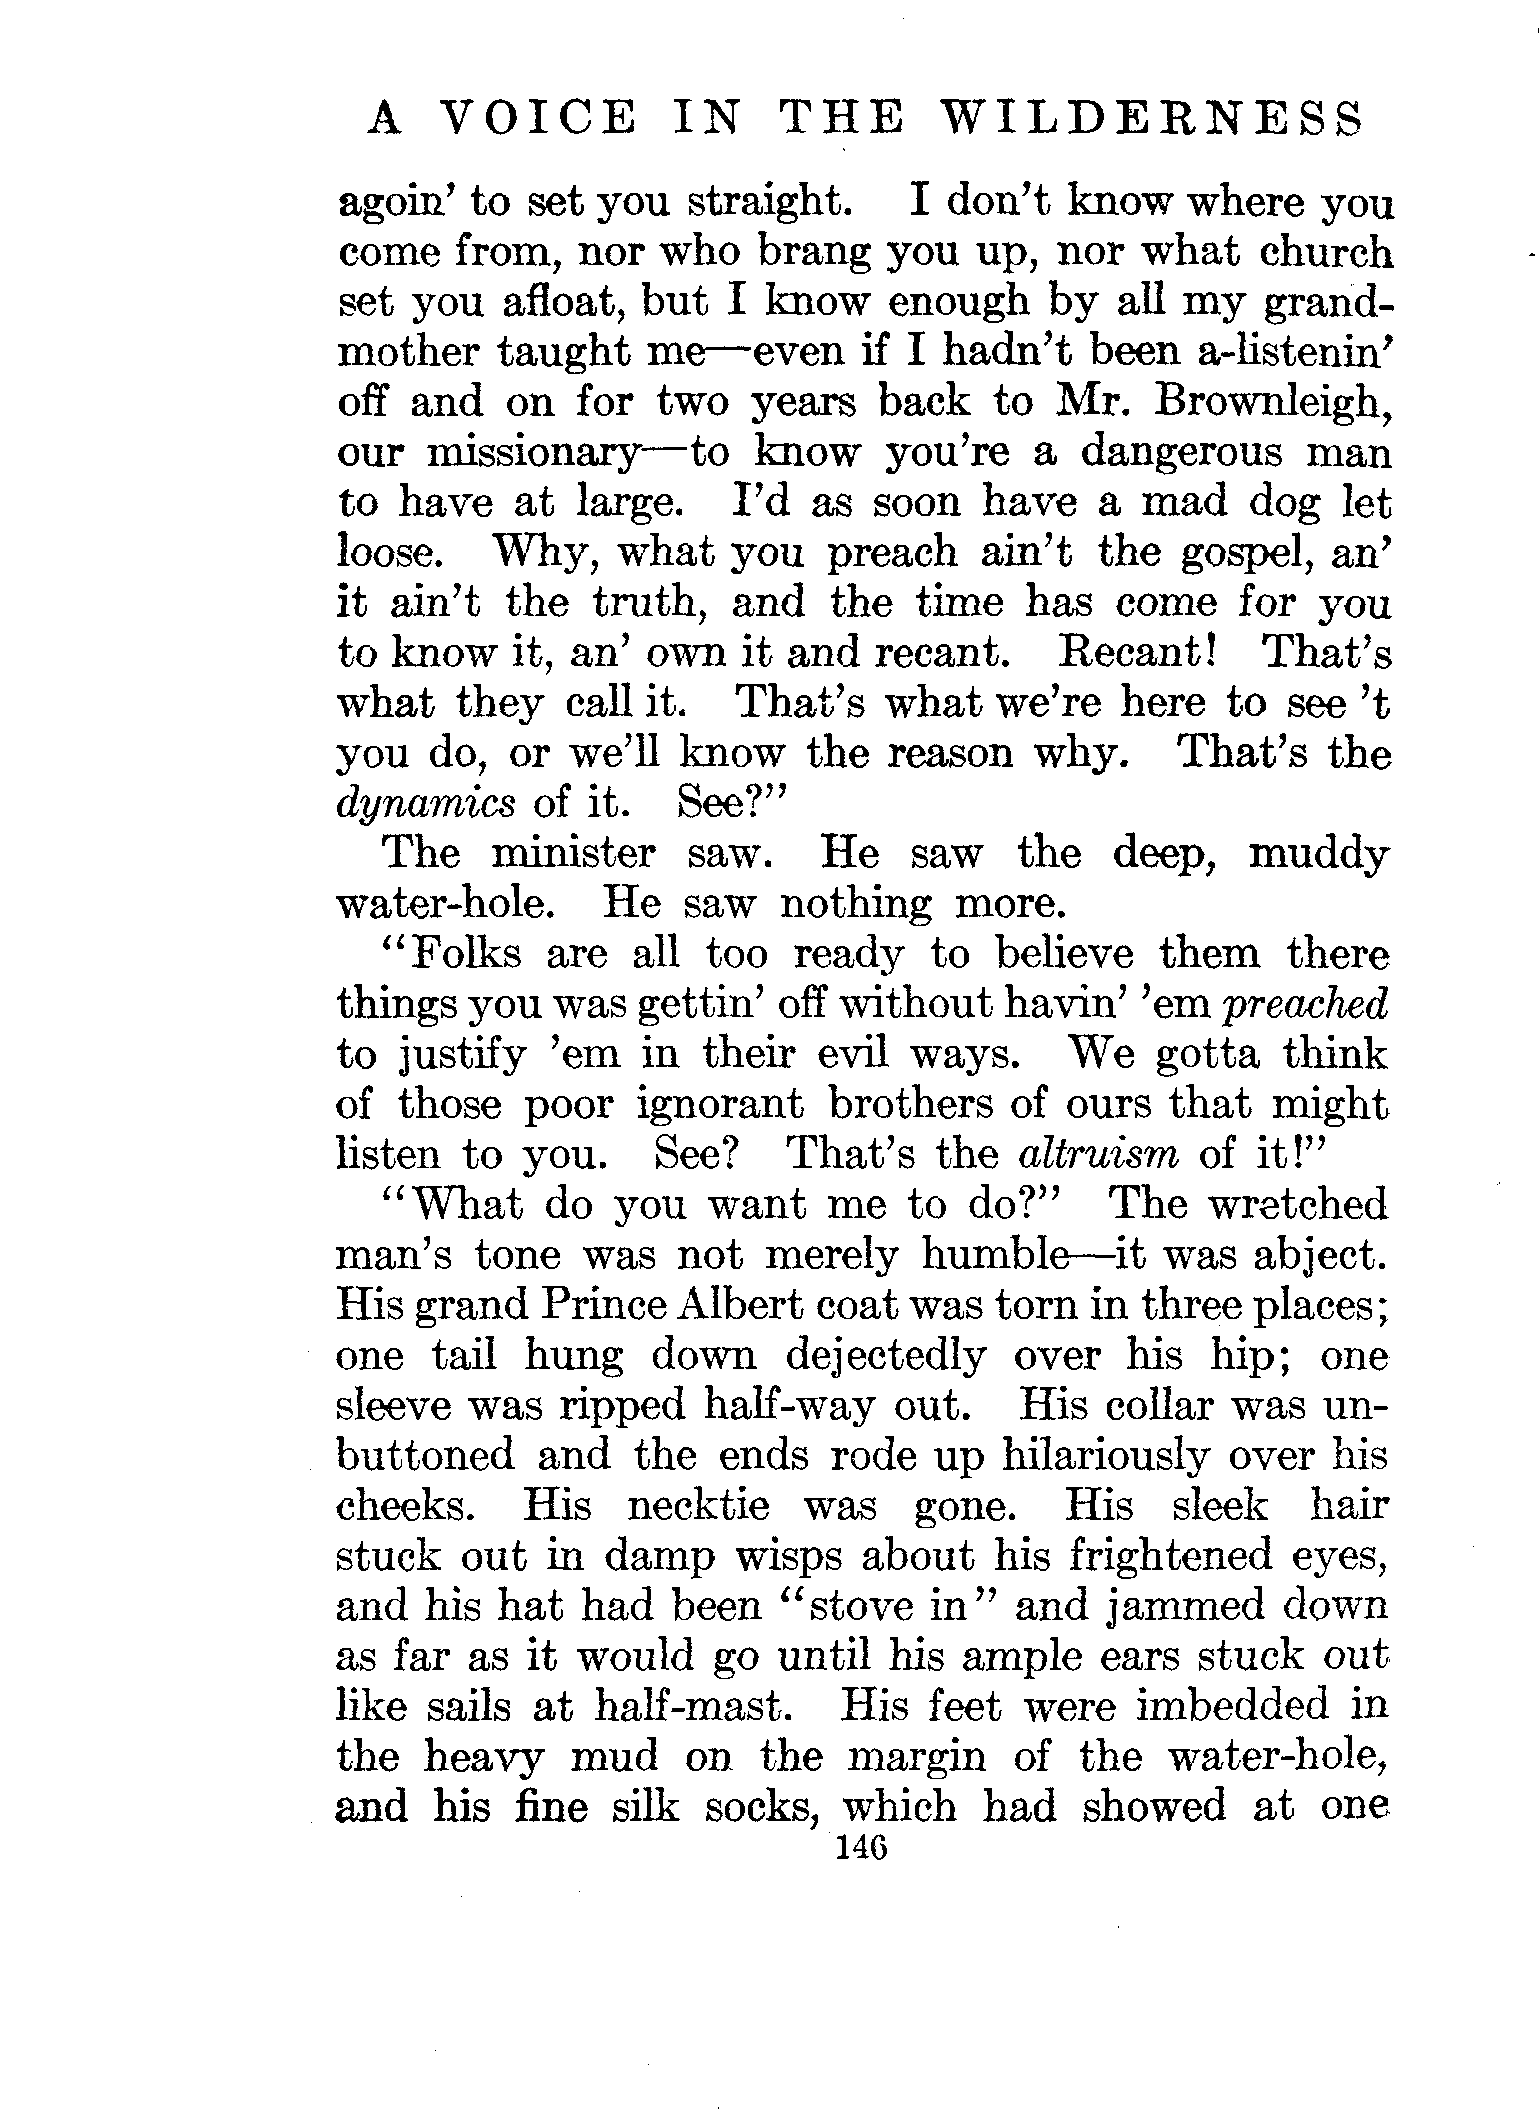 A VOICE IN THE WILDERNESS
agoin' to set you straight. I don't know where you
come from, nor who brang you up, nor what church
set you afloat, but I know enough by all my grand-
mother taught me—even if I hadn't been a-listenin'
off and on for two years back to Mr. Brownleigh,
our missionary—to know you're a dangerous man
to have at large. I'd as soon have a mad dog let
loose. Why, what you preach ain't the gospel, an'
it ain't the truth, and the time has come for you
to know it, an' own it and recant. Recant! That's
what they call it. That's what we're here to see 't
you do, or we'll know the reason why. That's the
dynamics of it. See?”
The minister saw. He saw the deep, muddy
water-hole. He saw nothing more.
“Folks are all too ready to believe them there
things you was gettin' off without havin' 'em preached
to justify 'em in their evil ways. We gotta think
of those poor ignorant brothers of ours that might
listen to you. See? That's the altruism of it!”
“What do you want me to do?” The wretched
man's tone was not merely humble—it was abject.
His grand Prince Albert coat was torn in three places;
one tail hung down dejectedly over his hip; one
sleeve was ripped half-way out. His collar was un-
buttoned and the ends rode up hilariously over his
cheeks. His necktie was gone. His sleek hair
stuck out in damp wisps about his frightened eyes,
and his hat had been “stove in” and jammed down
as far as it would go until his ample ears stuck out
like sails at half-mast. His feet were imbedded in
the heavy mud on the margin of the water-hole,
and his fine silk socks, which had showed at one
146